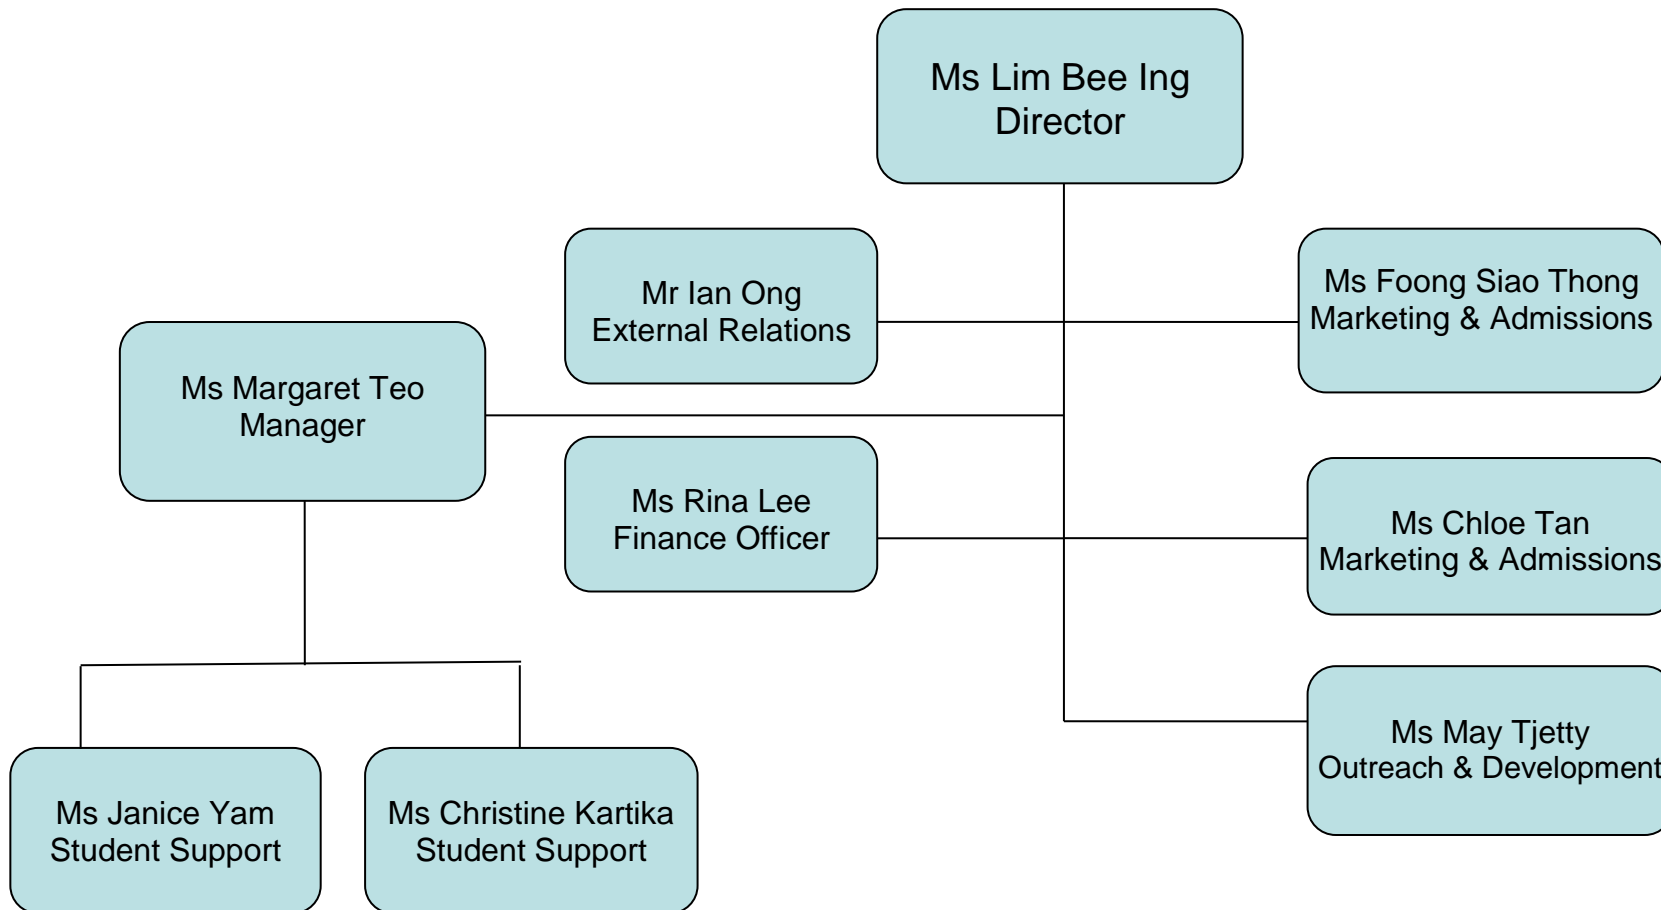 Ms Lim Bee Ing
Director
Mr Ian Ong
External Relations
Ms Foong Siao Thong
Marketing & Admissions
Ms Margaret Teo
Manager
Ms Rina Lee
Finance Officer
Ms Chloe Tan
Marketing & Admissions
Ms May Tjetty
Outreach & Development
Ms Janice Yam
Student Support
Ms Christine Kartika
Student Support